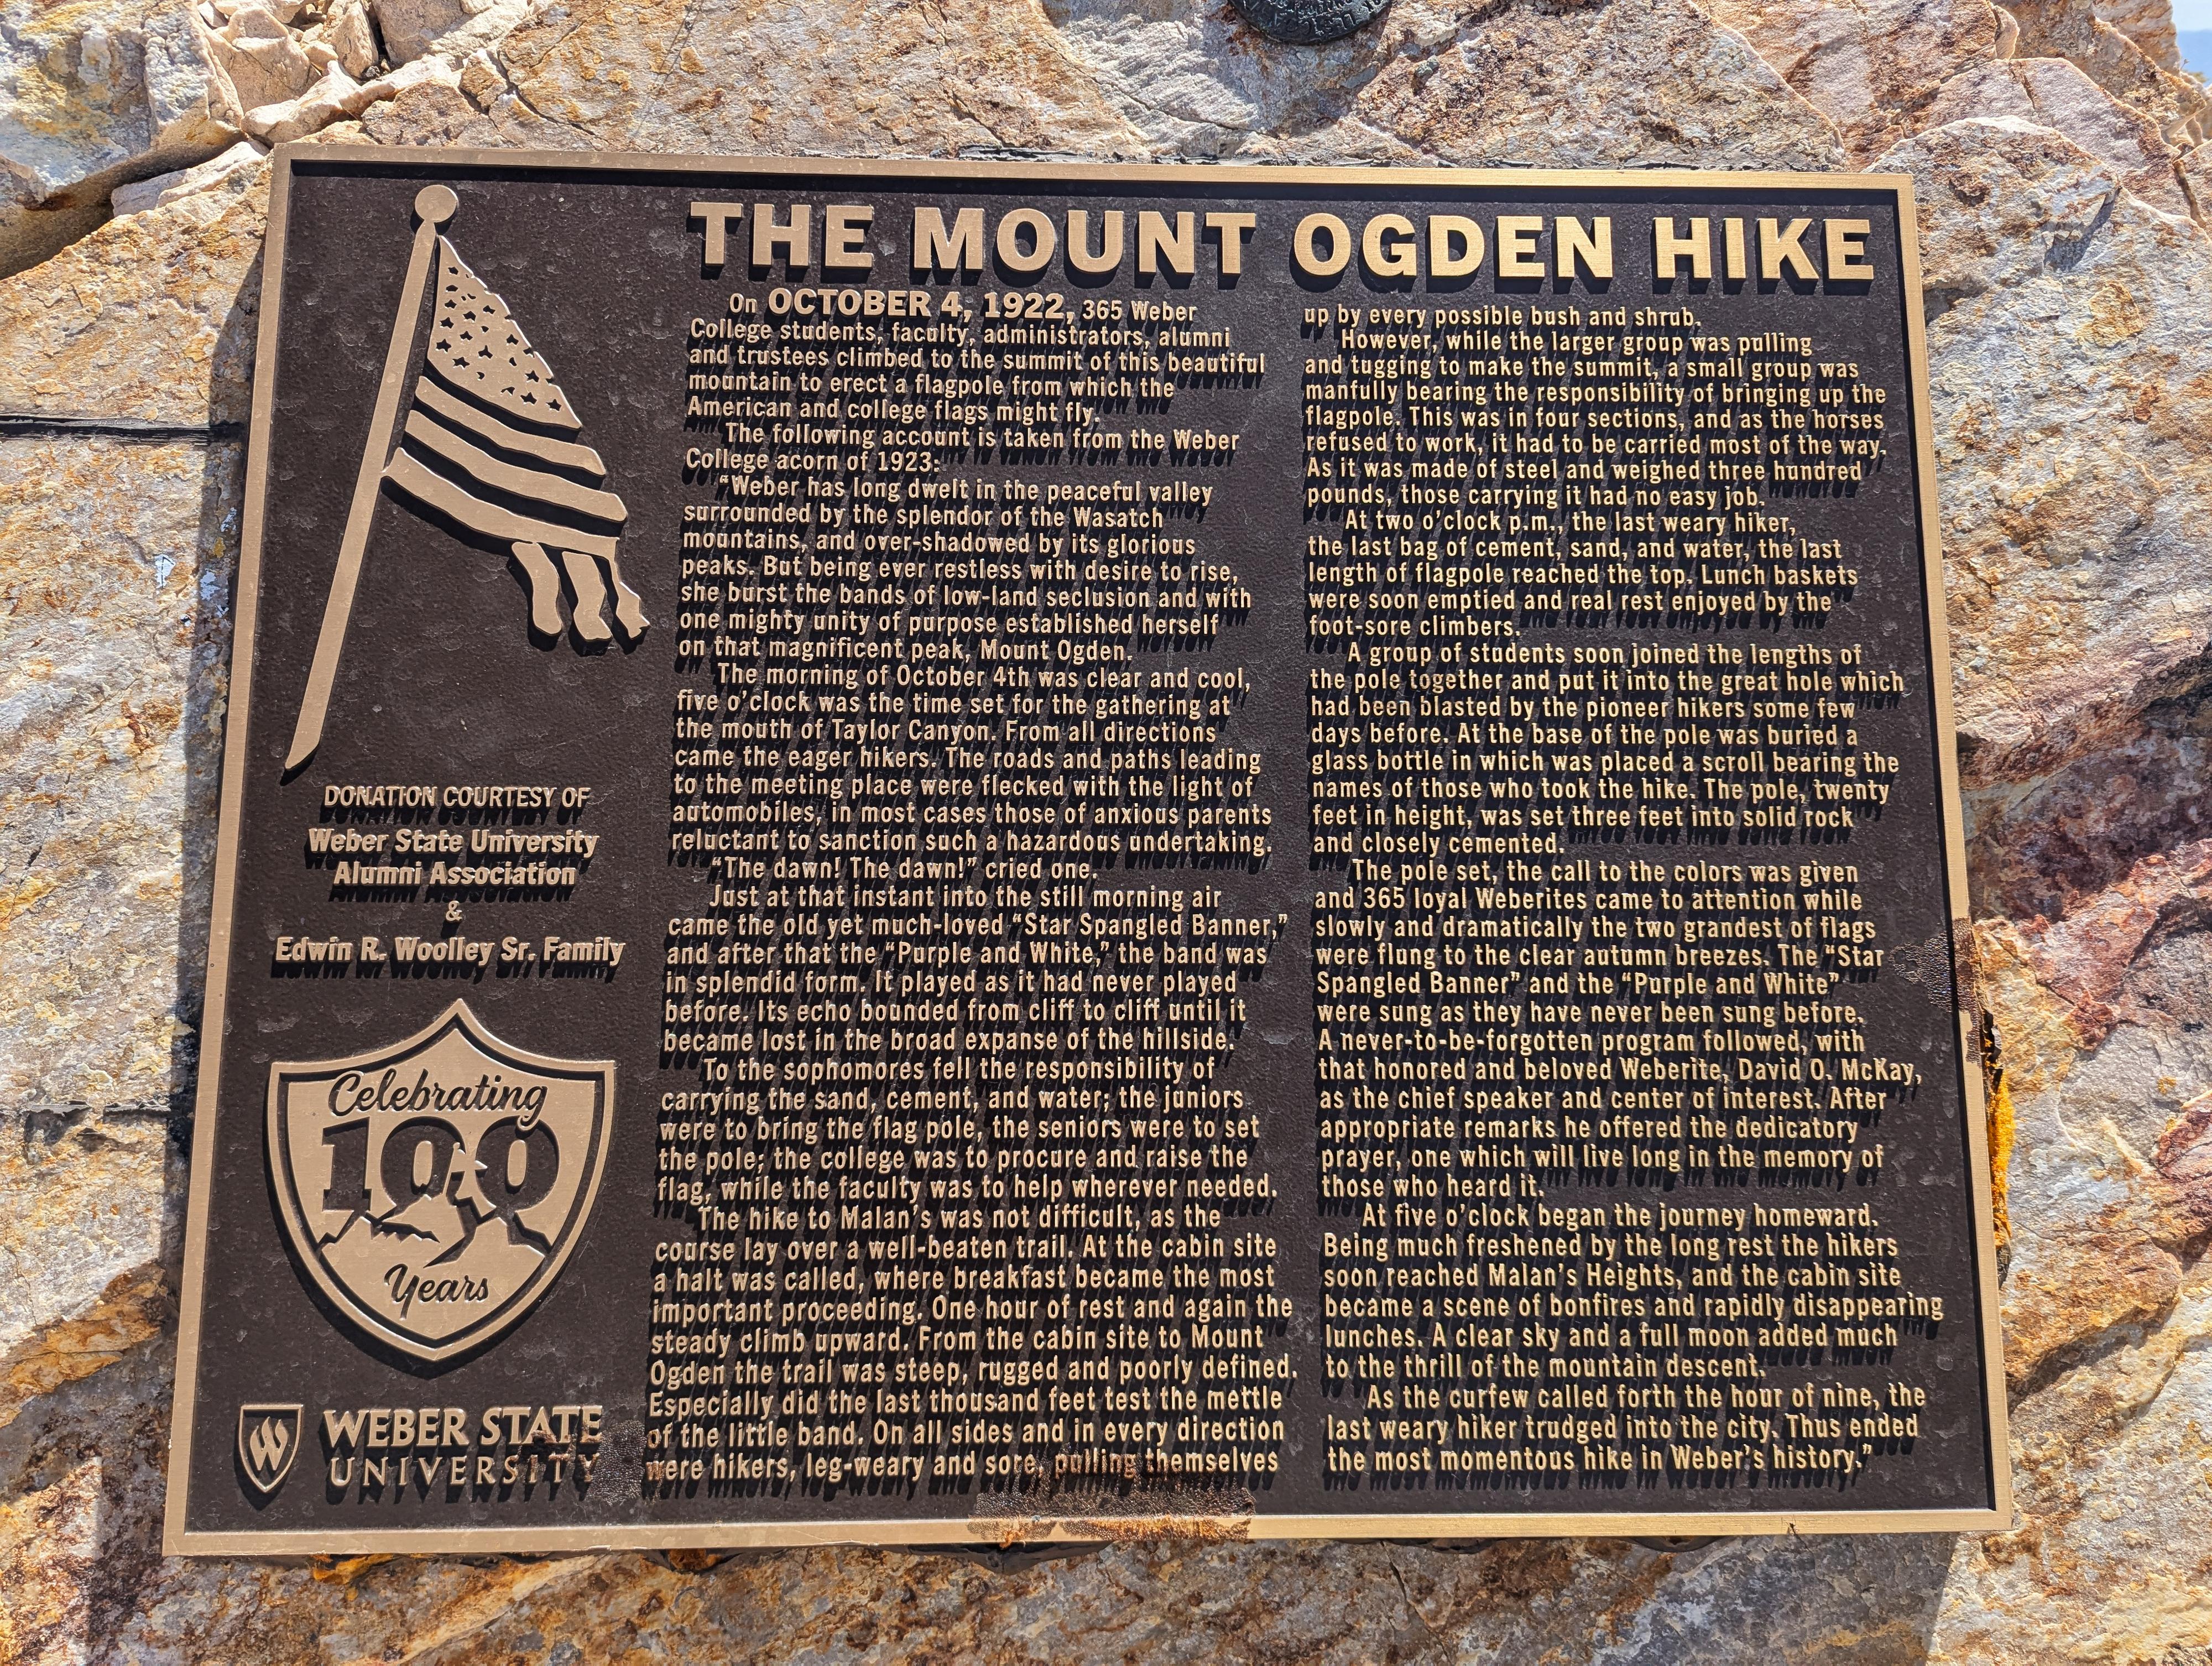 THE MOUNT OGDEN HIKE
On OCTOBER 4, 1922, 365 Weber
College students, faculty, administrators, alumni
and trustees climbed to the summit of this beautiful
mountain to erect a flagpole from which the
American and college flags might fly.
The following account is taken from the Weber
College acorn of 1923:
"Weber has long dwelt in the peaceful valley
surrounded by the splendor of the Wasatch
mountains, and over-shadowed by its glorious
peaks. But being ever restless with desire to rise,
she burst the bands of low-land seclusion and with
one mighty unity of purpose established herself
on that magnificent peak, Mount Ogden.
The morning of October 4th was clear and cool,
five o'clock was the time set for the gathering at
the mouth of Taylor Canyon. From all directions
came the eager hikers. The roads and paths leading
to the meeting place were flecked with the light of
automobiles, in most cases those of anxious parents
reluctant to sanction such a hazardous undertaking.
"The dawn! The dawn!" cried one.
Just at that instant into the still morning air
came the old yet much-loved "Star Spangled Banner,"
and after that the "Purple and White," the band was
in splendid form. It played as it had never played
before. Its echo bounded from cliff to cliff until it
became lost in the broad expanse of the hillside.
To the sophomores fell the responsibility of
carrying the sand, cement, and water; the juniors
were to bring the flag pole, the seniors were to set
the pole; the college was to procure and raise the
flag, while the faculty was to help wherever needed.
The hike to Malan's was not difficult, as the
course lay over a well-beaten trail. At the cabin site
a halt was called, where breakfast became the most
important proceeding. One hour of rest and again the
steady climb upward. From the cabin site to Mount
Ogden the trail was steep, rugged and poorly defined.
Especially did the last thousand feet test the mettle
of the little band. On all sides and in every direction
were hikers, leg-weary and sore, pulling themselves
up by every possible bush and shrub.
However, while the larger group was pulling
and tugging to make the summit, a small group was
manfully bearing the responsibility of bringing up the
flagpole. This was in four sections, and as the horses
refused to work, it had to be carried most of the way.
As it was made of steel and weighed three hundred
pounds, those carrying it had no easy job.
At two o'clock p.m., the last weary hiker,
the last bag of cement, sand, and water, the last
length of flagpole reached the top. Lunch baskets
were soon emptied and real rest enjoyed by the
foot-sore climbers.
A group of students soon joined the lengths of
the pole together and put it into the great hole which
had been blasted by the pioneer hikers some few
days before. At the base of the pole was buried a
glass bottle in which was placed a scroll bearing the
names of those who took the hike. The pole, twenty
feet in height, was set three feet into solid rock
and closely cemented.
The pole set, the call to the colors was given
and 365 loyal Weberites came to attention while
slowly and dramatically the two grandest of flags
were flung to the clear autumn breezes. The "Star
Spangled Banner" and the "Purple and White"
were sung as they have never been sung before.
A never-to-be-forgotten program followed, with
that honored and beloved Weberite, David O. McKay,
as the chief speaker and center of interest. After
appropriate remarks he offered the dedicatory
prayer, one which will live long in the memory of
those who heard it.
At five o'clock began the journey homeward.
Being much freshened by the long rest the hikers
soon reached Malan's Heights, and the cabin site
became a scene of bonfires and rapidly disappearing
lunches. A clear sky and a full moon added much
to the thrill of the mountain descent.
As the curfew called forth the hour of nine, the
last weary hiker trudged into the city. Thus ended
the most momentous hike in Weber's history."
DONATION COURTESY OF
Weber State University
Alumni Association
&
Edwin R. Woolley Sr. Family
Celebrating
100
Years
W
WEBER STATE
UNIVERSITY